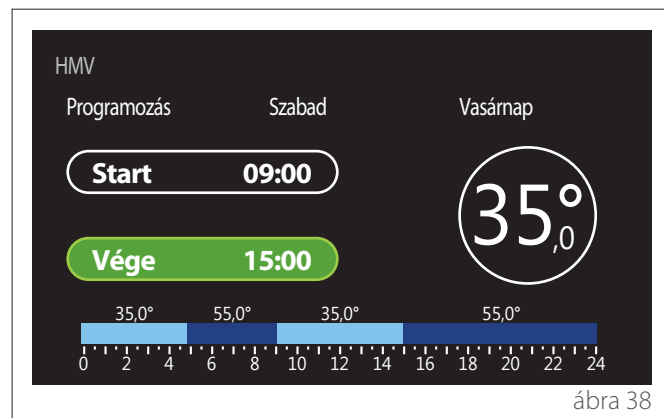 HMV
Programozás Szabad Vasárnap
Start 09:00
35,0°
Vége 15:00
35,0° 55,0° 35,0° 55,0°
0 2 4 6 8 10 12 14 16 18 20 22 24
ábra 38